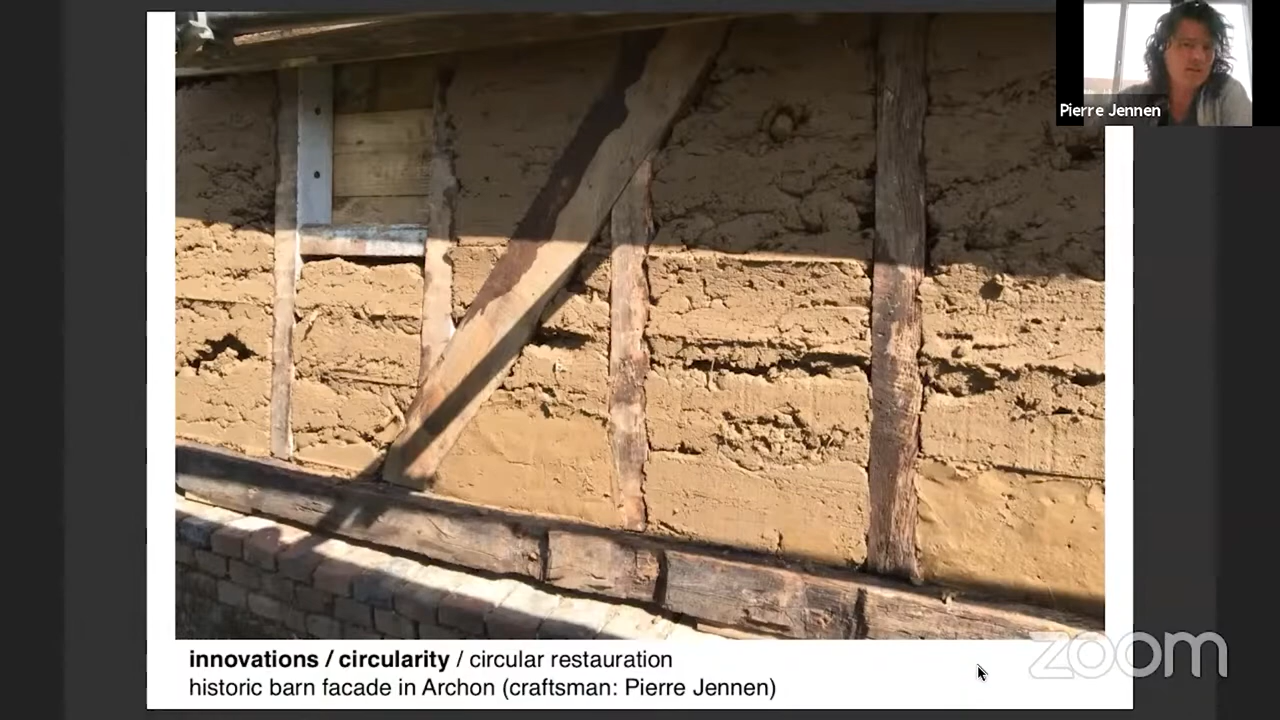 Pierre Jennen
innovations / circularity / circular restauration
historic barn facade in Archon (craftsman: Pierre Jennen)
zoom